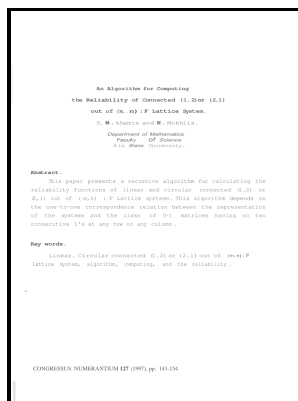 An Algorithm for Computing
the Reliability of Connected (1,2)or (2,1)
out of (m,n):F Lattice System.
S. M. Khamis and N. Mokhlis.
Department of Mathematics
Faculty Of Science
Ain Shams University.
Abstract.
This paper presents a recursive algorithm for calculating the
reliability functions of linear and circular connected (1,2) or
(2,1) out of (m,n) :F Lattice systems. This algorithm depends on
the one-to-one correspondence relation between the representation
of the systems and the class of 0-1 matrices having no two
consecutive 1's at any row or any column.
Key words.
Linear. Circular connected (1.2) or (2.1) out of (m,n):F
lattice system, algorithm, computing, and the reliability.
CONGRESSUS NUMERANTIUM 127 (1997), pp. 143-154